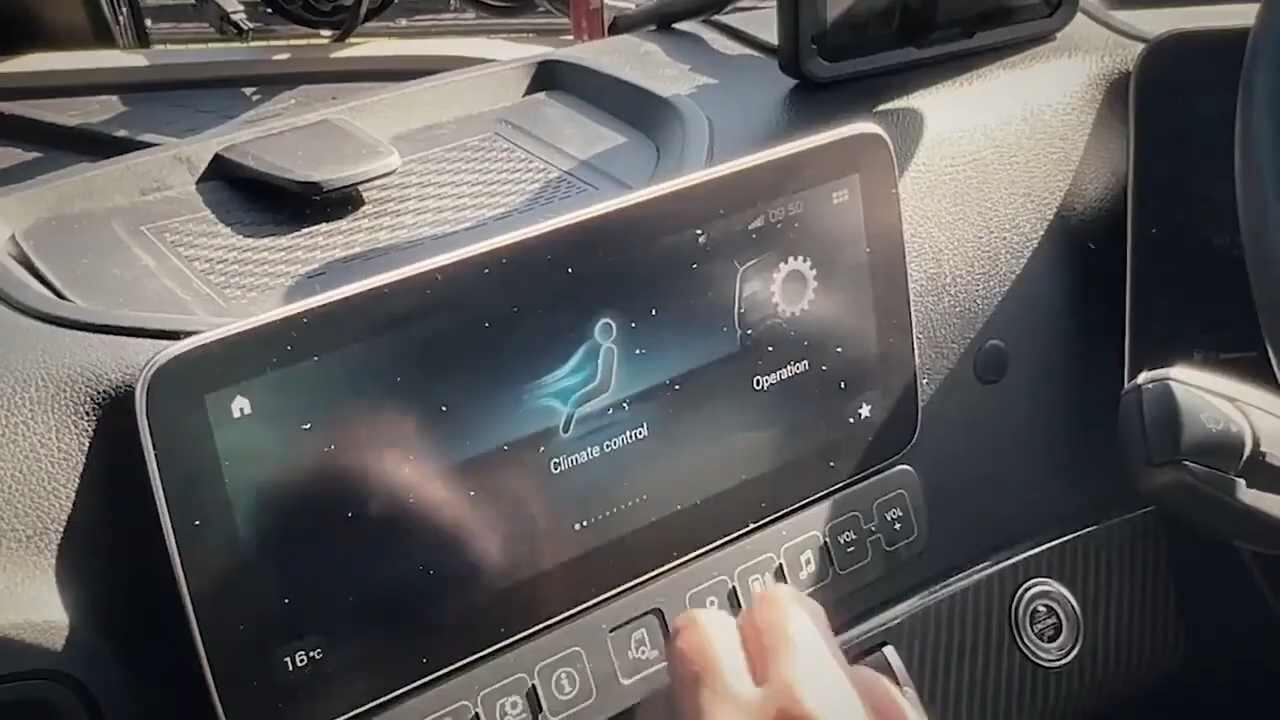 09:50
Operation
Climate control
16°C
VOL
−
VOL
+